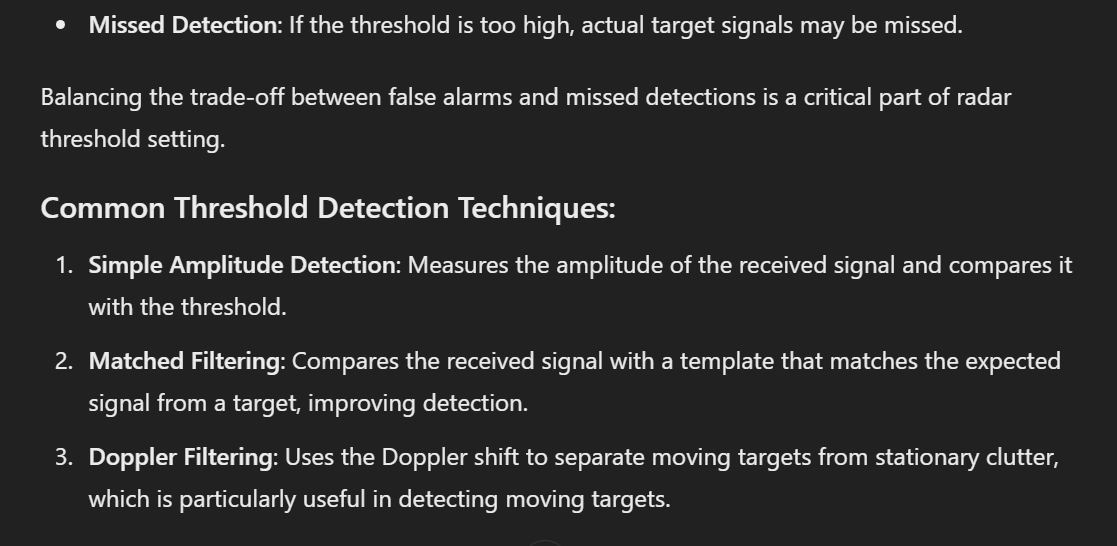 • Missed Detection: If the threshold is too high, actual target signals may be missed.
Balancing the trade-off between false alarms and missed detections is a critical part of radar
threshold setting.
Common Threshold Detection Techniques:
1. Simple Amplitude Detection: Measures the amplitude of the received signal and compares it
with the threshold.
2. Matched Filtering: Compares the received signal with a template that matches the expected
signal from a target, improving detection.
3. Doppler Filtering: Uses the Doppler shift to separate moving targets from stationary clutter,
which is particularly useful in detecting moving targets.